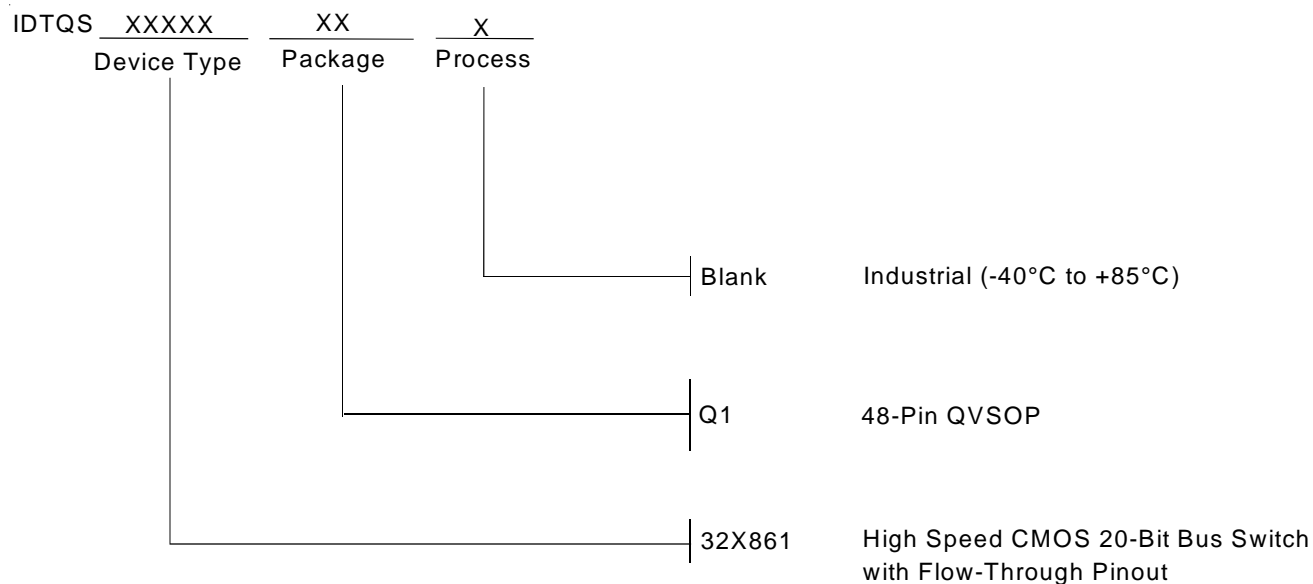 IDTQS XXXXX XX X
Device Type Package Process
Blank Industrial (-40°C to +85°C)
Q1 48-Pin QVSOP
32X861 High Speed CMOS 20-Bit Bus Switch
with Flow-Through Pinout